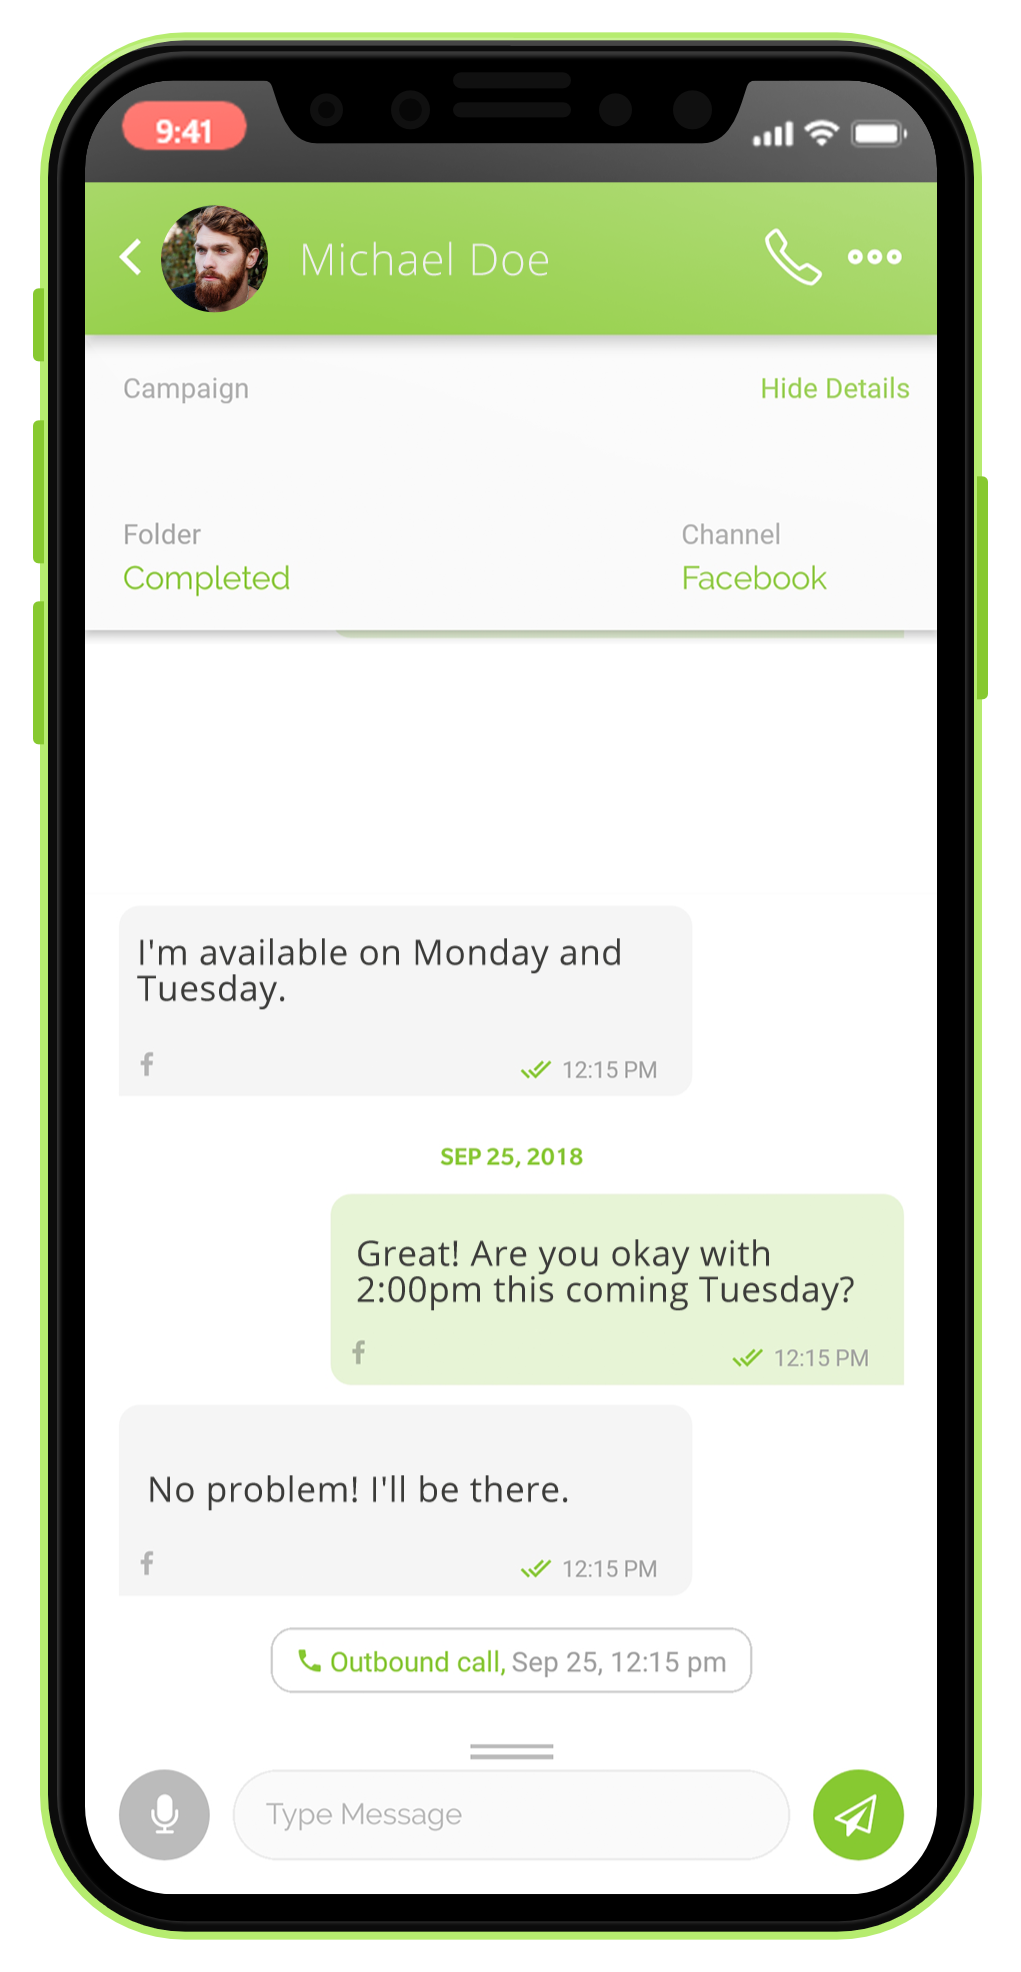 9:41
Michael Doe
Campaign
Hide Details
Folder
Channel
Completed
Facebook
I'm available on Monday and
Tuesday.
12:15 PM
SEP 25, 2018
Great! Are you okay with
2:00pm this coming Tuesday?
12:15 PM
No problem! I'll be there.
12:15 PM
Outbound call, Sep 25, 12:15 pm
Type Message